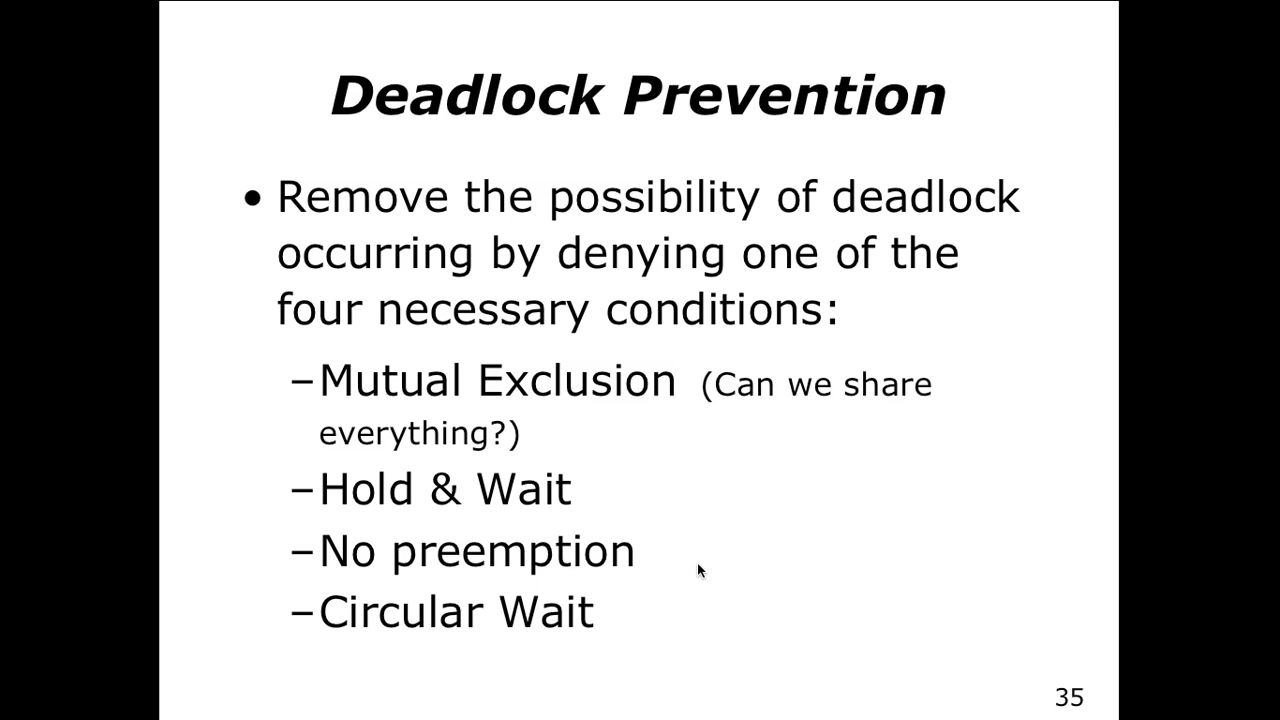 Deadlock Prevention
• Remove the possibility of deadlock
occurring by denying one of the
four necessary conditions:
–Mutual Exclusion (Can we share
everything?)
–Hold & Wait
–No preemption
–Circular Wait
35